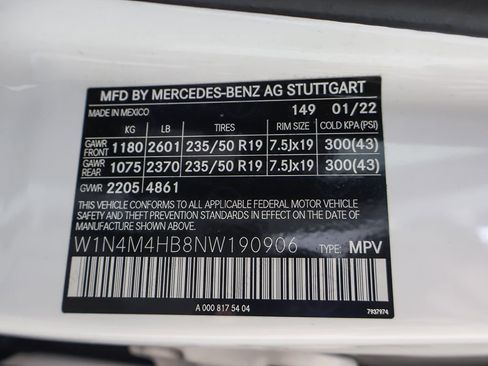 MFD BY MERCEDES-BENZ AG STUTTGART
MADE IN MEXICO 149 01/22
KG LB TIRES RIM SIZE COLD KPA (PSI)
GAWR FRONT 1180 2601 235/50 R19 7.5Jx19 300(43)
GAWR REAR 1075 2370 235/50 R19 7.5Jx19 300(43)
GVWR 2205 4861
THIS VEHICLE CONFORMS TO ALL
APPLICABLE FEDERAL MOTOR VEHICLE
SAFETY AND THEFT PREVENTION STANDARDS
IN EFFECT ON THE DATE OF
MANUFACTURE SHOWN ABOVE.
W1N4M4HB8NW190906 TYPE: MPV
A 000 817 54 04
7937974